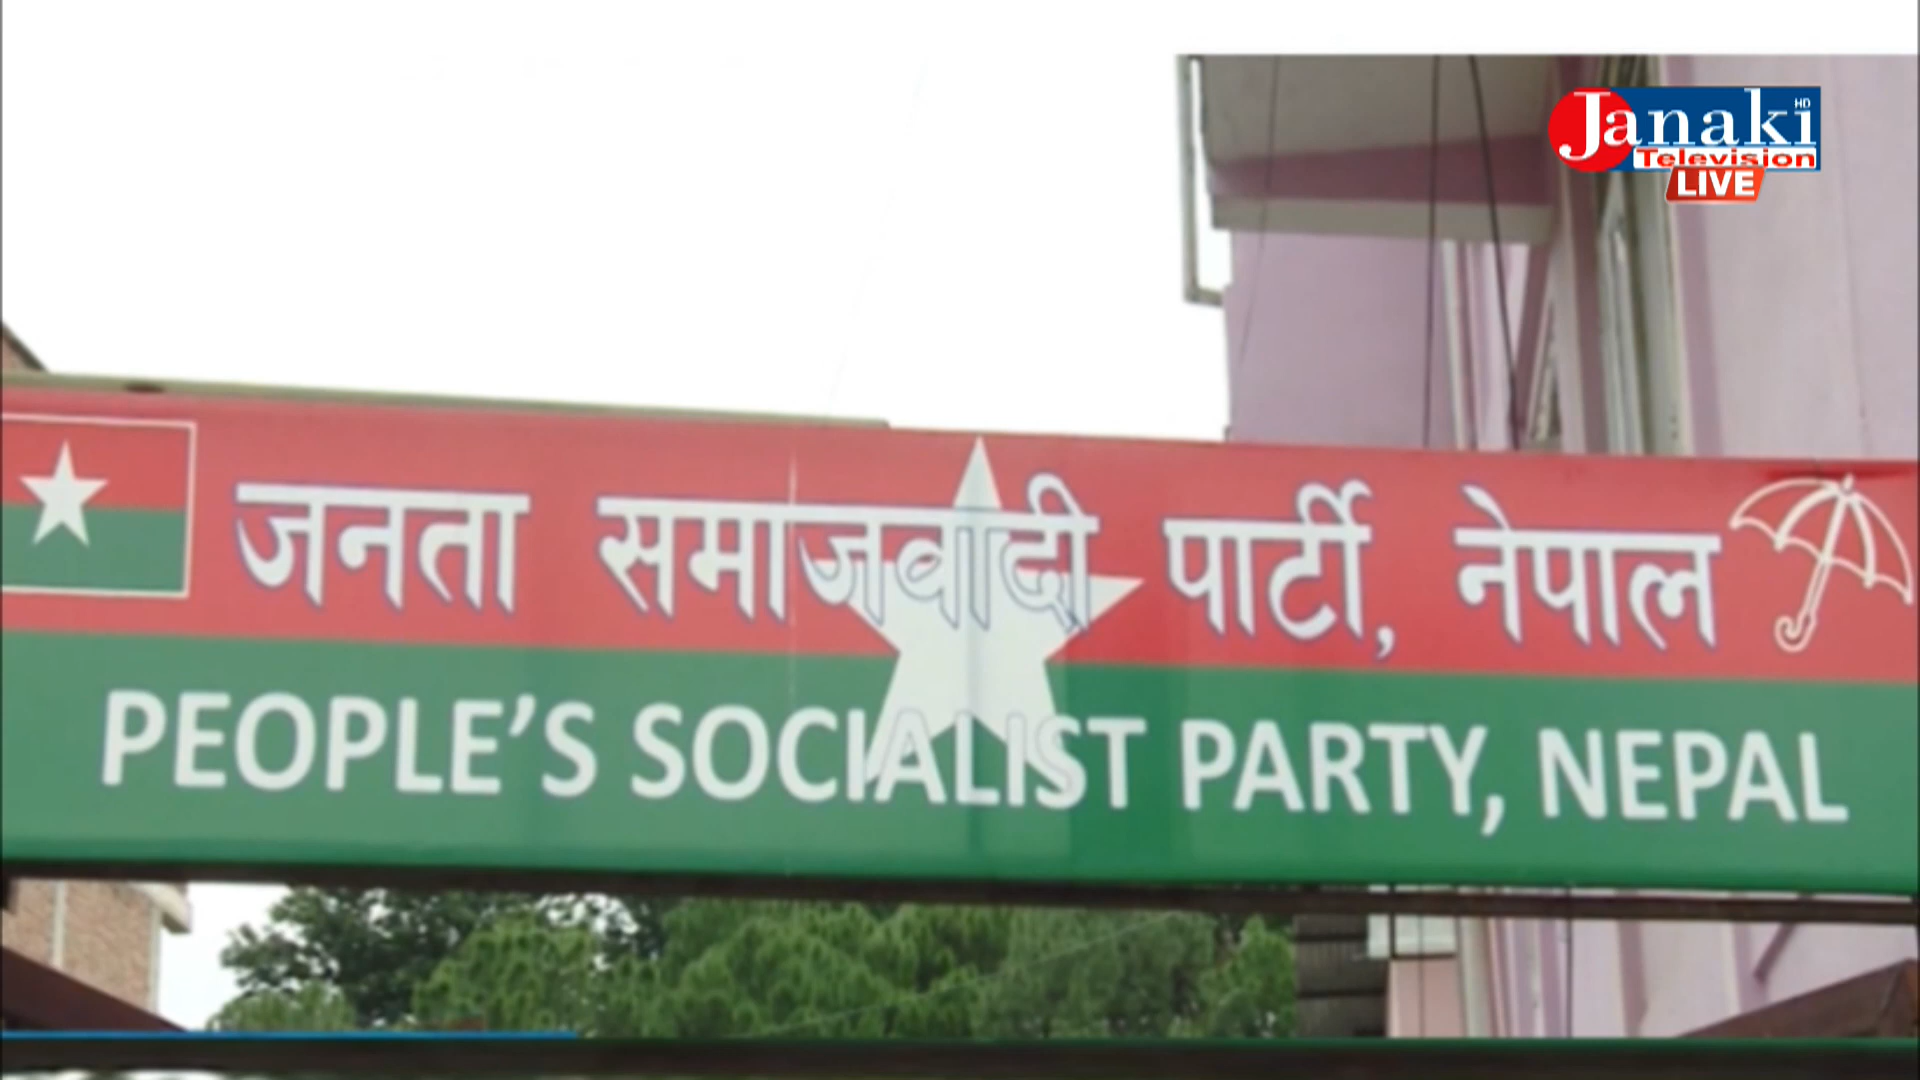 Janaki HD
Television
LIVE
जनता समाजवादी पार्टी, नेपाल
PEOPLE'S SOCIALIST PARTY, NEPAL